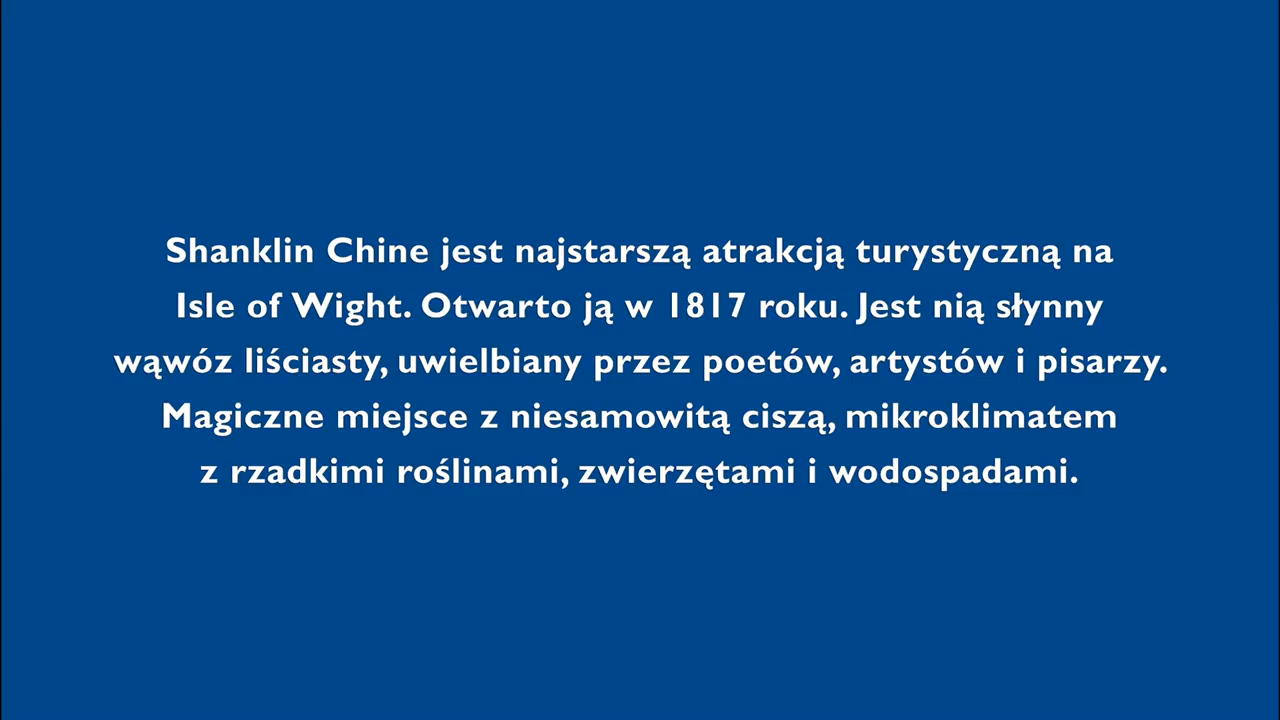 Shanklin Chine jest najstarszą atrakcją turystyczną na
Isle of Wight. Otwarto ją w 1817 roku. Jest nią słynny
wąwóz liściasty, uwielbiany przez poetów, artystów i pisarzy.
Magiczne miejsce z niesamowitą ciszą, mikroklimatem
z rzadkimi roślinami, zwierzętami i wodospadami.